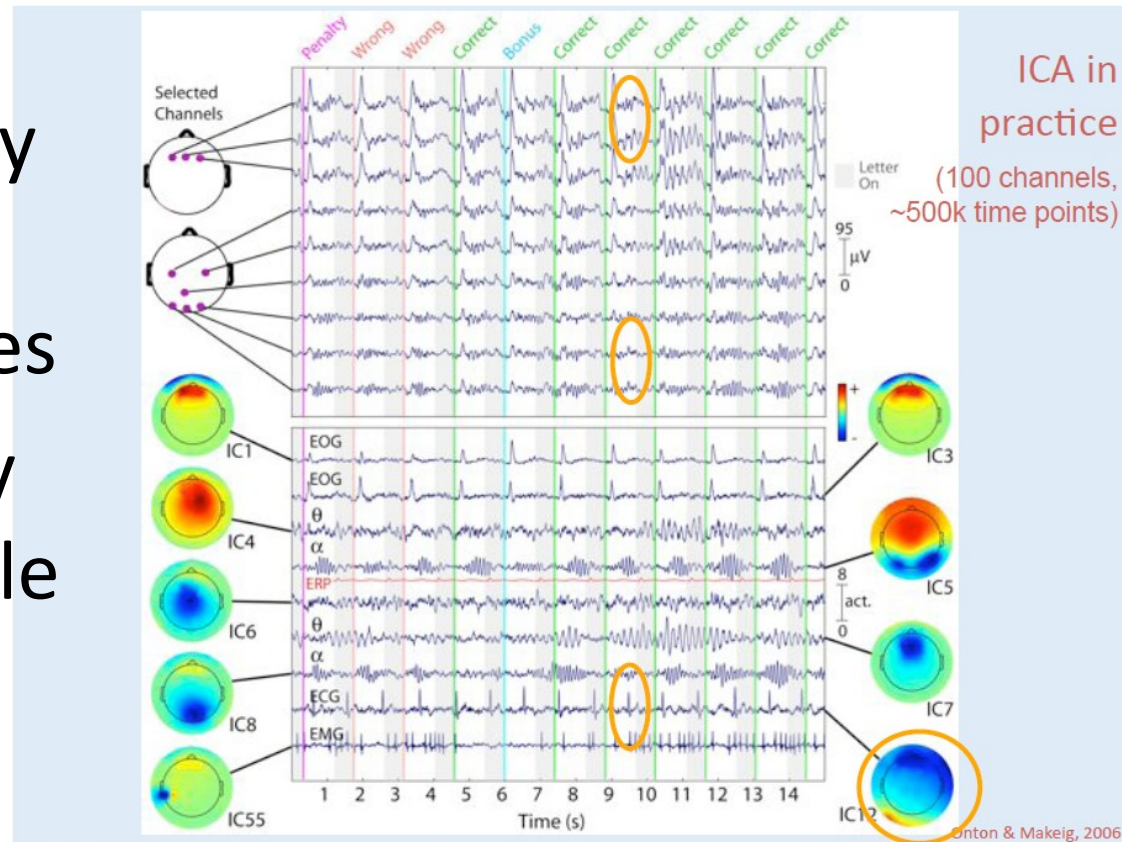 y
es
y
le
Penalty
Wrong
Wrong
Correct
Bonus
Correct
Correct
Correct
Correct
Correct
Correct
ICA in
practice
(100 channels,
~500k time points)
Selected
Channels
Letter
On
95
µV
0
+
-
IC1
IC4
IC6
IC8
IC55
EOG
EOG
θ
α
ERP
θ
α
ECG
EMG
IC3
IC5
8
act.
0
IC7
IC12
1 2 3 4 5 6 7 8 9 10 11 12 13 14
Time (s)
Onton & Makeig, 2006